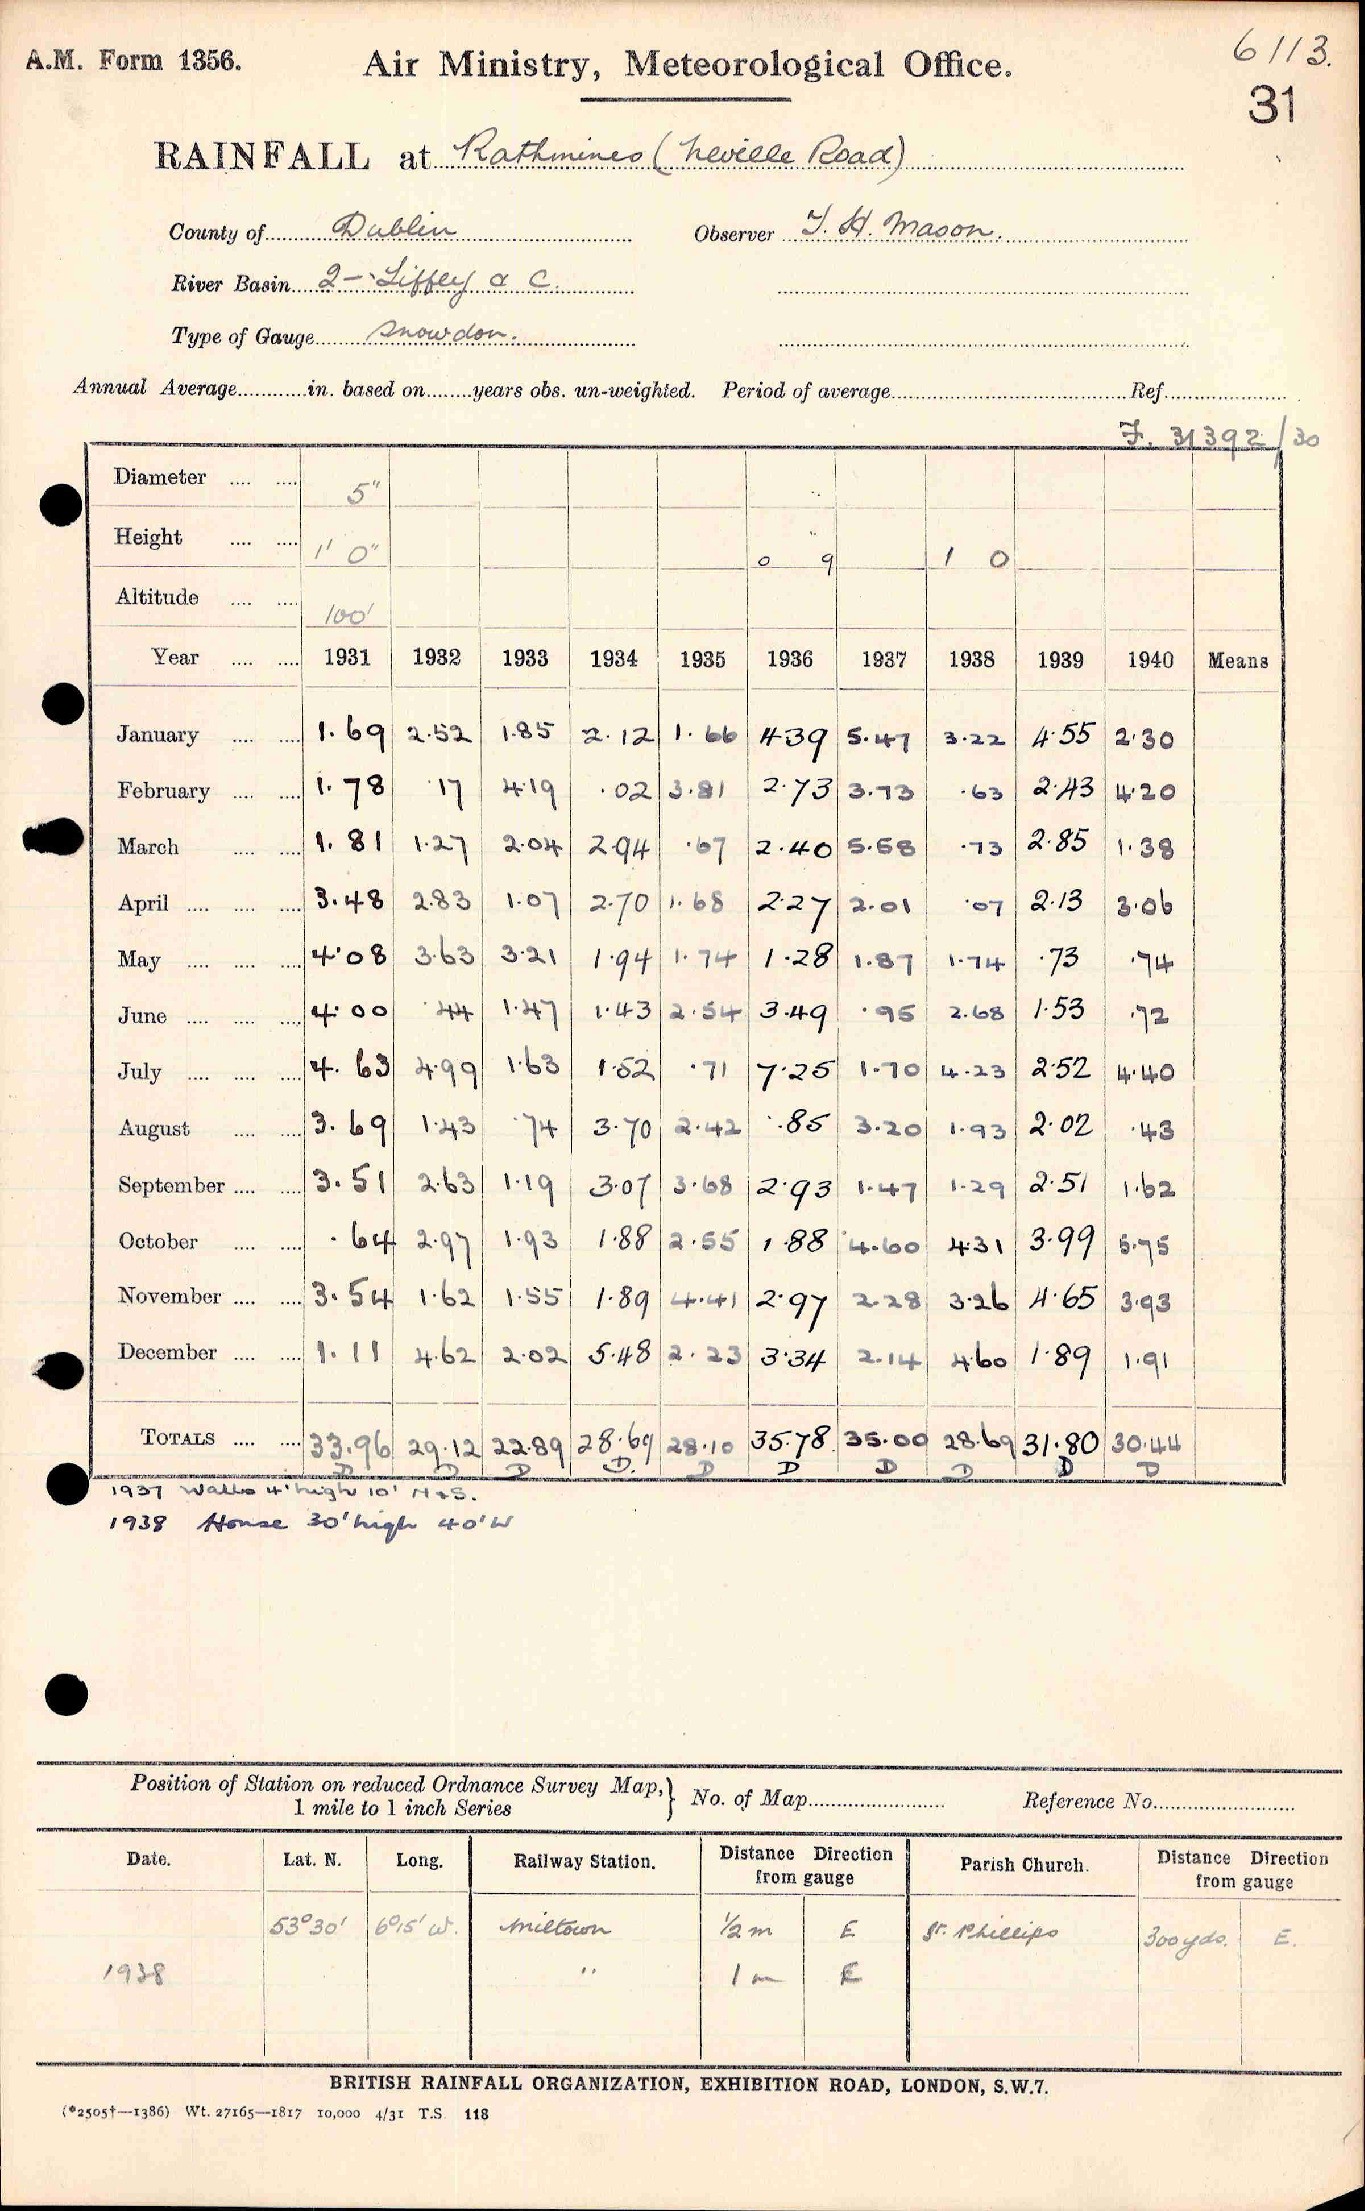 A.M. Form 1356.
Air Ministry, Meteorological Office.
6113.
31
RAINFALL at Rathmines (Neville Road)
County of Dublin Observer T. H. Mason.
River Basin 2 - Liffey & C.
Type of Gauge Snowdon.
Annual Average............in. based on........years obs. un-weighted. Period of average.................... Ref....................
F. 31392/30
Diameter .... .... 5"
Height .... .... 1' 0" 0 9" 1 0
Altitude .... .... 100'
Year .... .... 1931 1932 1933 1934 1935 1936 1937 1938 1939 1940 Means
January .... .... 1.69 2.52 1.85 2.12 1.66 4.39 5.47 3.22 4.55 2.30
February .... .... 1.78 .17 4.19 .02 3.81 2.73 3.73 .63 2.43 4.20
March .... .... 1.81 1.27 2.04 2.94 .67 2.40 5.58 .73 2.85 1.38
April .... .... .... 3.48 2.83 1.07 2.70 1.68 2.27 2.01 .07 2.13 3.06
May .... .... .... 4.08 3.63 3.21 1.94 1.74 1.28 1.87 1.74 .73 .74
June .... .... .... 4.00 .44 1.47 1.43 2.54 3.49 .95 2.68 1.53 .72
July .... .... .... 4.63 4.99 1.63 1.52 .71 7.25 1.70 4.23 2.52 4.40
August .... .... 3.69 1.43 .74 3.70 2.42 .85 3.20 1.93 2.02 .43
September .... .... 3.51 2.63 1.19 3.07 3.68 2.93 1.47 1.29 2.51 1.62
October .... .... .64 2.97 1.93 1.88 2.55 1.88 4.60 4.31 3.99 5.75
November .... .... 3.54 1.62 1.55 1.89 4.41 2.97 2.28 3.26 4.65 3.93
December .... .... 1.11 4.62 2.02 5.48 2.23 3.34 2.14 4.60 1.89 1.91
TOTALS .... .... 33.96 29.12 22.89 28.69 28.10 35.78 35.00 28.69 31.80 30.44
D D D D. D D D D D D
1937 Walls 4' high 10' N & S.
1938 House 30' high 40' W
Position of Station on reduced Ordnance Survey Map,} No. of Map........................ Reference No.........................
1 mile to 1 inch Series
Date. Lat. N. Long. Railway Station. Distance Direction from gauge Parish Church. Distance Direction from gauge
53°30' 6°15' W. Miltown 1/2 m E St. Phillips 300 yds. E.
1938 " 1 m E
BRITISH RAINFALL ORGANIZATION, EXHIBITION ROAD, LONDON, S.W.7.
(*2505†—1386) Wt. 27165—1817 10,000 4/31 T.S. 118